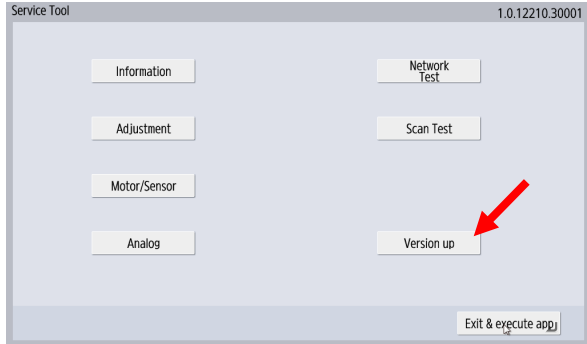 Service Tool
1.0.12210.30001
Information
Network
Test
Adjustment
Scan Test
Motor/Sensor
Analog
Version up
Exit & execute app